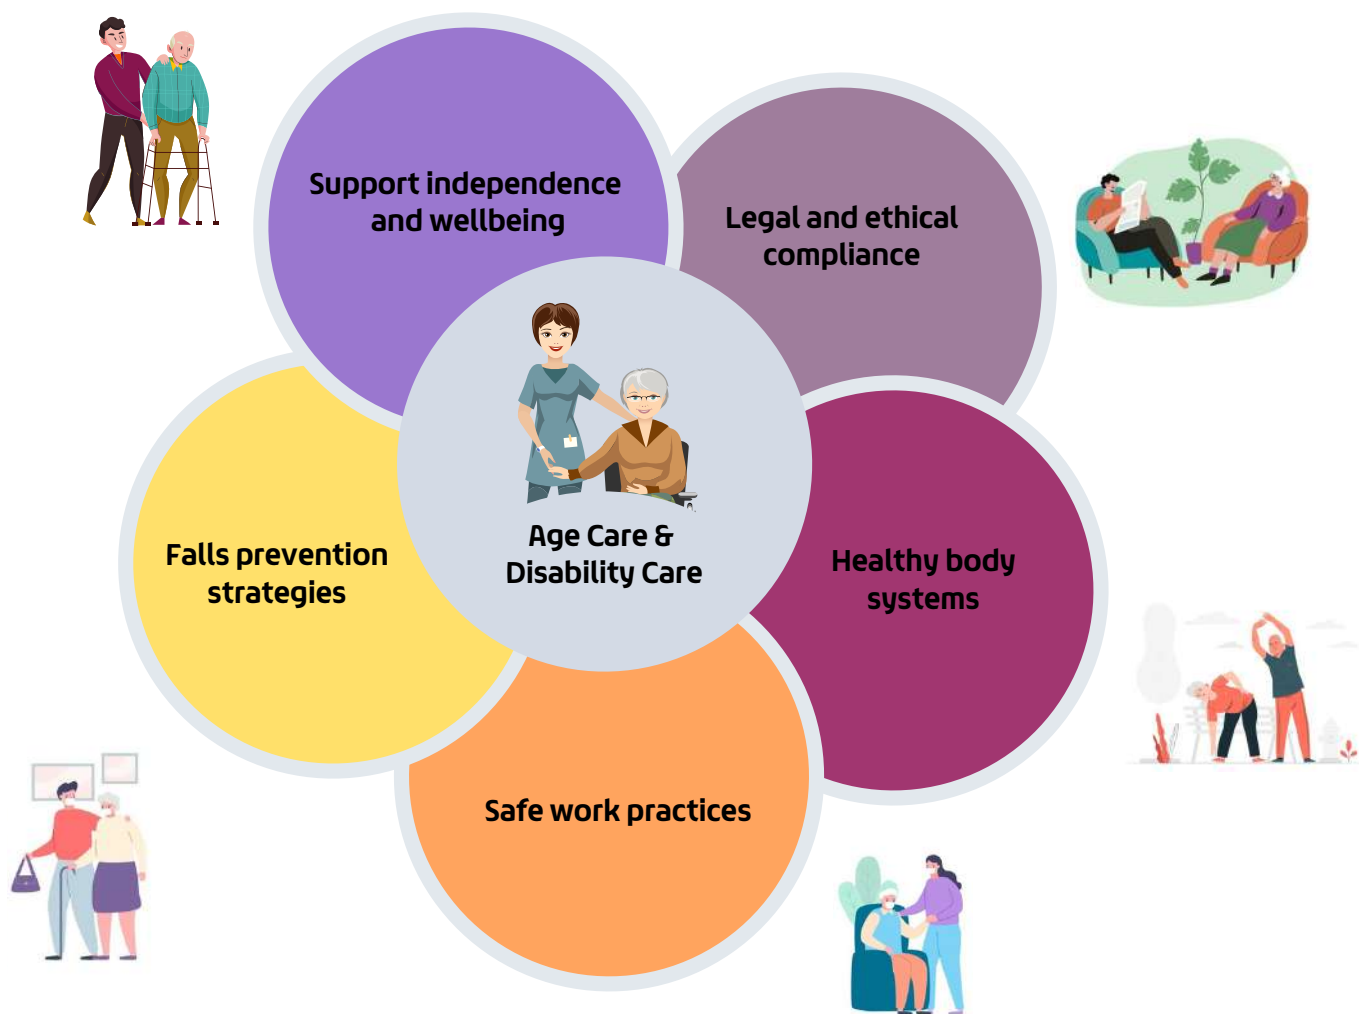 Support independence
and wellbeing
Legal and ethical
compliance
Age Care &
Disability Care
Falls prevention
strategies
Healthy body
systems
Safe work practices